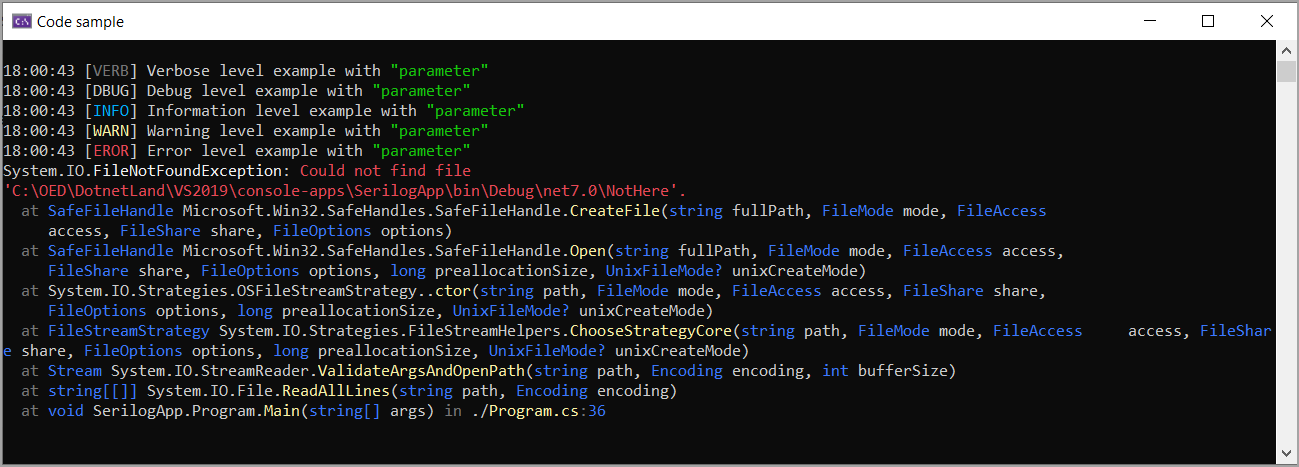 Code sample
18:00:43 [VERB] Verbose level example with "parameter"
18:00:43 [DBUG] Debug level example with "parameter"
18:00:43 [INFO] Information level example with "parameter"
18:00:43 [WARN] Warning level example with "parameter"
18:00:43 [EROR] Error level example with "parameter"
System.IO.FileNotFoundException: Could not find file
'C:\OED\DotnetLand\VS2019\console-apps\SerilogApp\bin\Debug\net7.0\NotHere'.
  at SafeFileHandle Microsoft.Win32.SafeHandles.SafeFileHandle.CreateFile(string fullPath, FileMode mode, FileAccess
     access, FileShare share, FileOptions options)
  at SafeFileHandle Microsoft.Win32.SafeHandles.SafeFileHandle.Open(string fullPath, FileMode mode, FileAccess access,
     FileShare share, FileOptions options, long preallocationSize, UnixFileMode? unixCreateMode)
  at System.IO.Strategies.OSFileStreamStrategy..ctor(string path, FileMode mode, FileAccess access, FileShare share,
     FileOptions options, long preallocationSize, UnixFileMode? unixCreateMode)
  at FileStreamStrategy System.IO.Strategies.FileStreamHelpers.ChooseStrategyCore(string path, FileMode mode, FileAccess     access, FileShar
e share, FileOptions options, long preallocationSize, UnixFileMode? unixCreateMode)
  at Stream System.IO.StreamReader.ValidateArgsAndOpenPath(string path, Encoding encoding, int bufferSize)
  at string[[]] System.IO.File.ReadAllLines(string path, Encoding encoding)
  at void SerilogApp.Program.Main(string[] args) in ./Program.cs:36